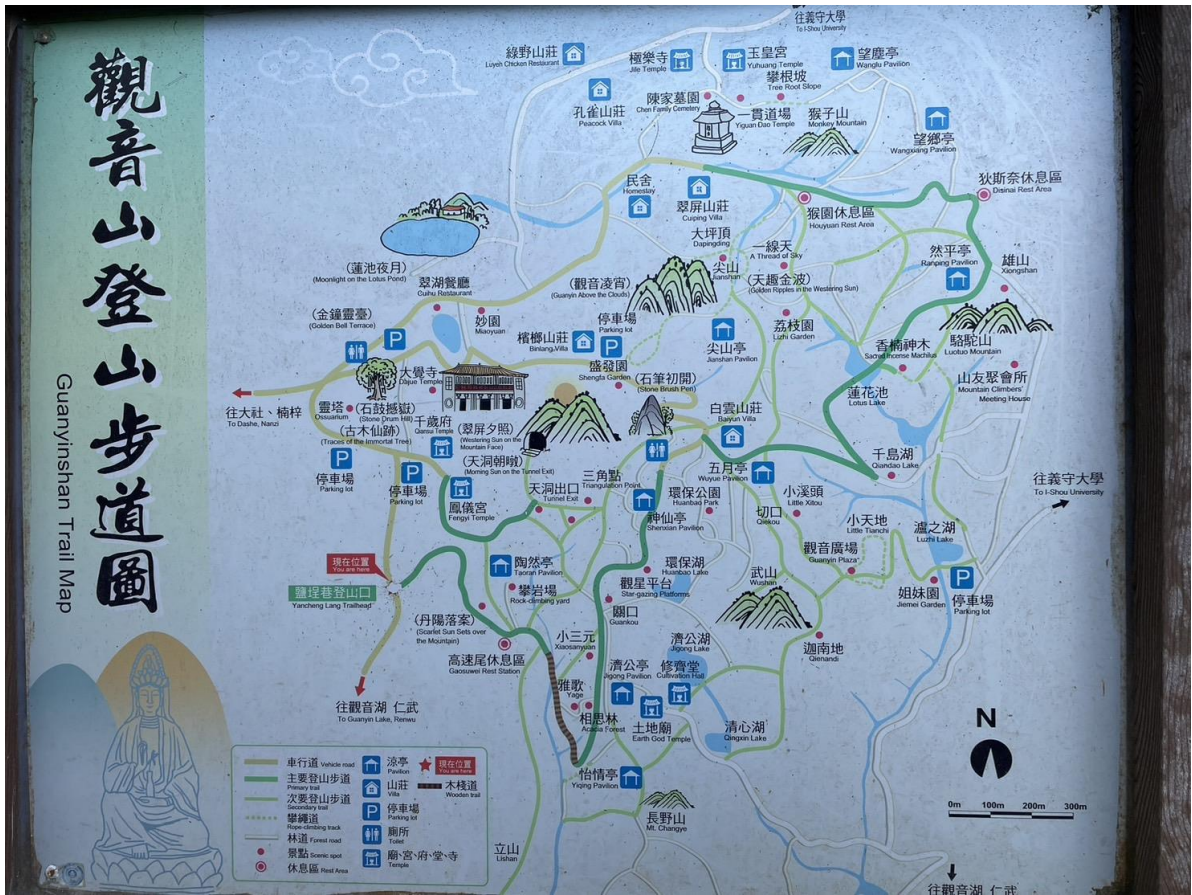 觀音山登山步道圖
Guanyinshan Trail Map
往義守大學
To I-Shou University
綠野山莊
Luyeh Chicken Restaurant
極樂寺
Jile Temple
玉皇宮
Yuhuang Temple
望塵亭
Wanglu Pavilion
攀根坡
Tree Root Slope
孔雀山莊
Peacock Villa
陳家墓園
Chen Family Cemetery
一貫道場
Yiguan Dao Temple
猴子山
Monkey Mountain
望鄉亭
Wangxiang Pavilion
民舍
Homestay
翠屏山莊
Cuiping Villa
猴園休息區
Houyuan Rest Area
狄斯奈休息區
Disinai Rest Area
大坪頂
Dapingding
一線天
A Thread of Sky
尖山
Jianshan
然平亭
Ranping Pavilion
雄山
Xiongshan
(蓮池夜月)
(Moonlight on the Lotus Pond)
翠湖餐廳
Cuihu Restaurant
(觀音凌霄)
(Guanyin Above the Clouds)
(天趣金波)
(Golden Ripples in the Westering Sun)
(金鐘靈臺)
(Golden Bell Terrace)
妙園
Miaoyuan
檳榔山莊
Binlang Villa
停車場
Parking lot
荔枝園
Lizhi Garden
尖山亭
Jianshan Pavilion
香楠神木
Sacred Incense Machilus
駱駝山
Luotuo Mountain
大覺寺
Dajue Temple
盛發園
Shengfa Garden
(石筆初開)
(Stone Brush Pen)
蓮花池
Lotus Lake
山友聚會所
Mountain Climbers'
Meeting House
往大社、楠梓
To Dashe, Nanzi
靈塔
Ossuarium
(石鼓撼嶽)
(Stone Drum Hill)
(古木仙跡)
(Traces of the Immortal Tree)
千歲府
Qiansui Temple
(翠屏夕照)
(Westering Sun on the
Mountain Face)
(天洞朝暾)
(Morning Sun on the Tunnel Exit)
白雲山莊
Baiyun Villa
千島湖
Qiandao Lake
停車場
Parking lot
停車場
Parking lot
鳳儀宮
Fengyi Temple
天洞出口
Tunnel Exit
三角點
Triangulation Point
五月亭
Wuyue Pavilion
環保公園
Huanbao Park
神仙亭
Shenxian Pavilion
切口
Qiekou
小溪頭
Little Xitou
往義守大學
To I-Shou University
小天地
Little Tianchi
瀘之湖
Luzhi Lake
觀音廣場
Guanyin Plaza
現在位置
You are here
鹽埕巷登山口
Yancheng Lang Trailhead
陶然亭
Taoran Pavilion
攀岩場
Rock-climbing yard
觀星平台
Star-gazing Platforms
環保湖
Huanbao Lake
武山
Wushan
姐妹園
Jiemei Garden
停車場
Parking lot
關口
Guankou
(丹陽落案)
(Scarlet Sun Sets over
the Mountain)
高速尾休息區
Gaosuwei Rest Station
小三元
Xiaosanyuan
濟公湖
Jigong Lake
迦南地
Qienandi
濟公亭
Jigong Pavilion
修齊堂
Cultivation Hall
雅歌
Yage
相思林
Acacia Forest
土地廟
Earth God Temple
清心湖
Qingxin Lake
往觀音湖 仁武
To Guanyin Lake, Renwu
怡情亭
Yiqing Pavilion
長野山
Mt. Changye
立山
Lishan
N
0m 100m 200m 300m
往觀音湖 仁武
車行道 Vehicle road
主要登山步道
Primary trail
次要登山步道
Secondary trail
攀繩道
Rope-climbing track
林道 Forest road
景點 Scenic spot
休息區 Rest Area
涼亭
Pavilion
山莊
Villa
停車場
Parking lot
廁所
Toilet
廟、宮、府、堂、寺
Temple
現在位置
You are here
木棧道
Wooden trail